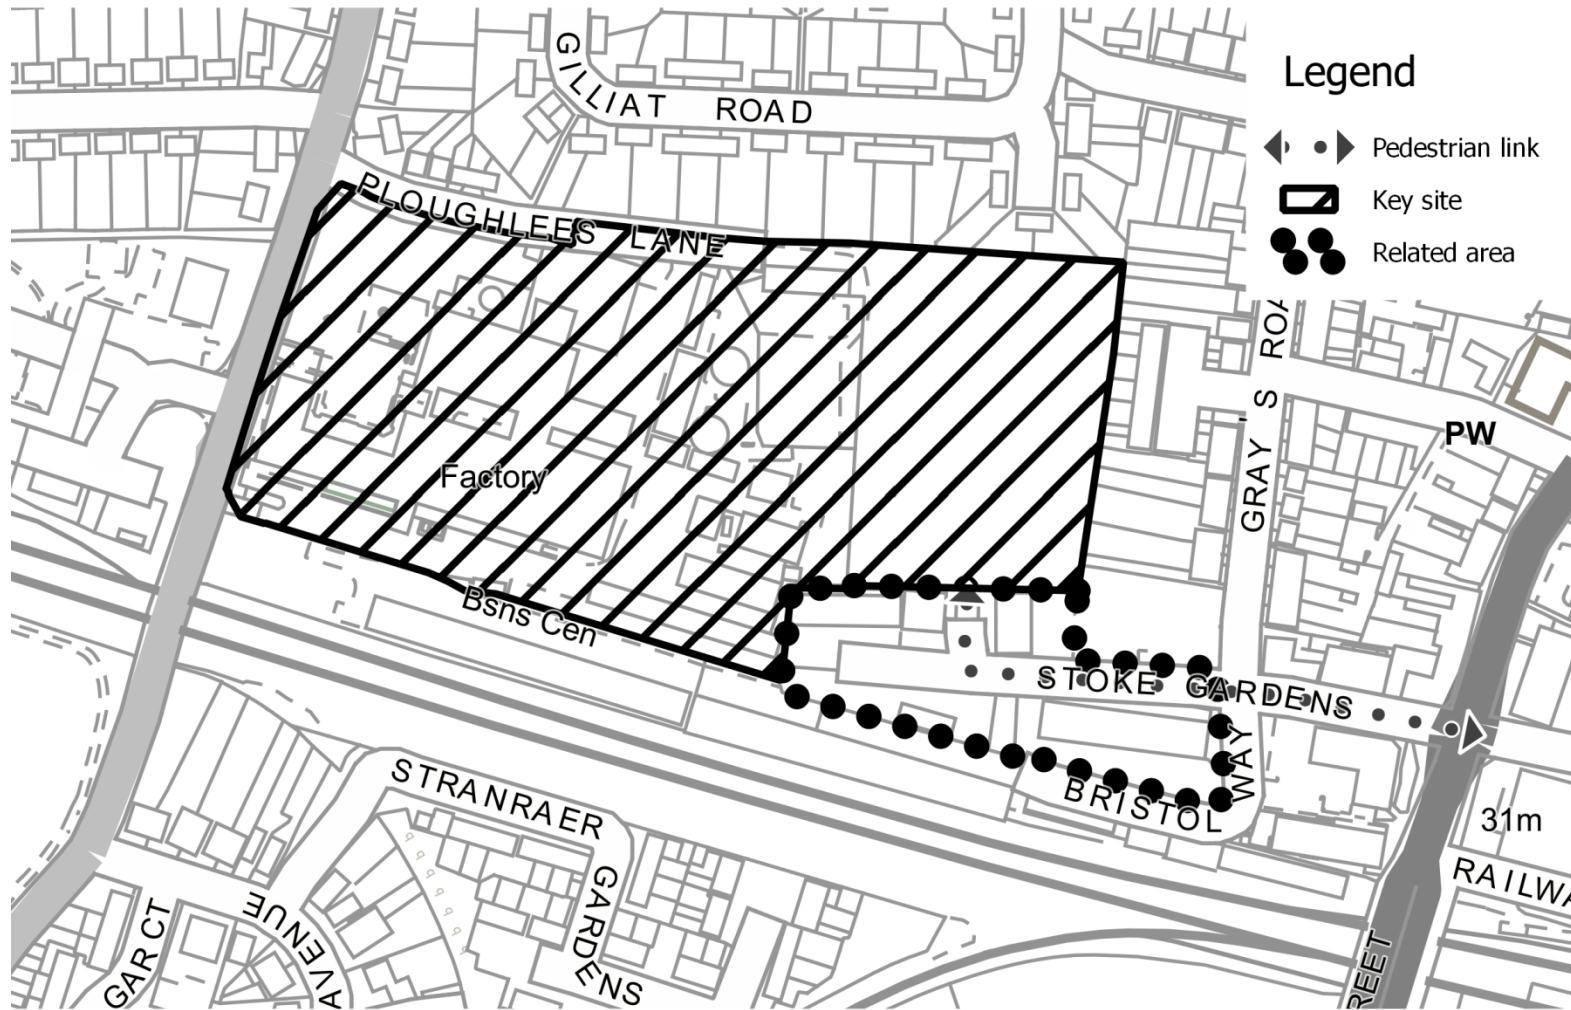 Legend
Pedestrian link
Key site
Related area
GILLIAT ROAD
PLOUGHLEES LANE
GRAY'S ROA
PW
Factory
Bsns Cen
STOKE GARDENS
BRISTOL WAY
STRANRAER GARDENS
31m
RAILWA
GAR CT
AVENUE
REET